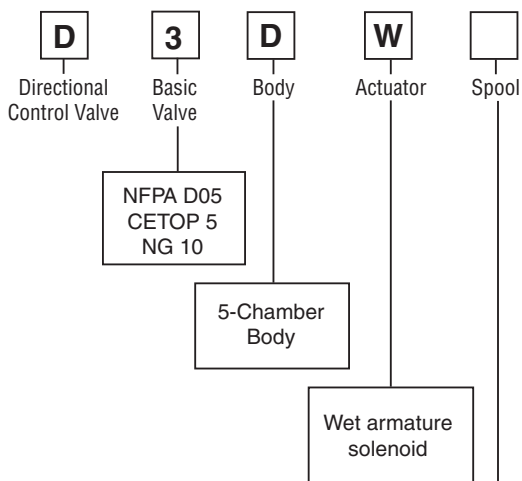 D 3 D W
Directional Control Valve
Basic Valve
Body
Actuator
Spool
NFPA D05
CETOP 5
NG 10
5-Chamber
Body
Wet armature
solenoid